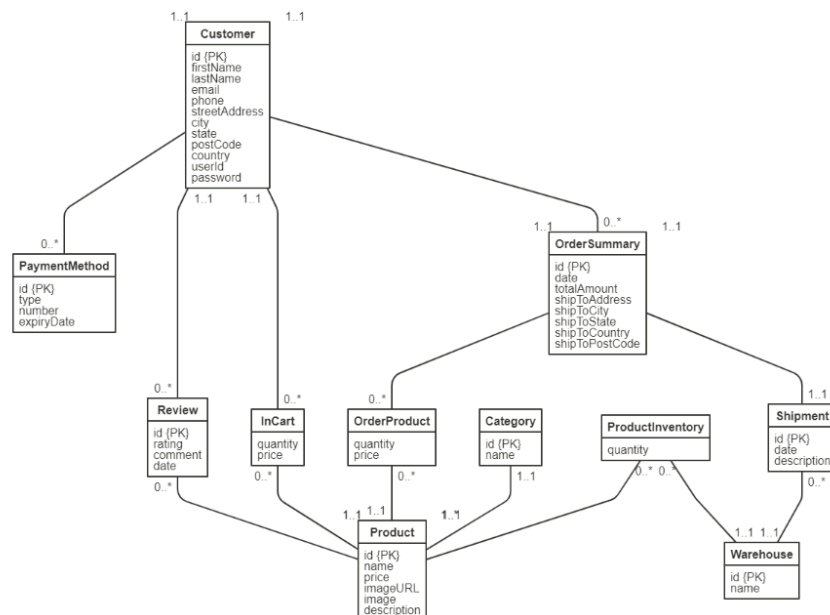 1..1 1..1
Customer
id {PK}
firstName
lastName
email
phone
streetAddress
city
state
postCode
country
userId
password
1..1 1..1
0..*
PaymentMethod
id {PK}
type
number
expiryDate
1..1 0..* 1..1
OrderSummary
id {PK}
date
totalAmount
shipToAddress
shipToCity
shipToState
shipToCountry
shipToPostCode
0..*
Review
id {PK}
rating
comment
date
0..*
0..*
InCart
quantity
price
0..*
0..*
OrderProduct
quantity
price
0..*
Category
id {PK}
name
1..1
ProductInventory
quantity
0..* 0..*
1..1
Shipment
id {PK}
date
description
0..*
1..1 1..1
Product
id {PK}
name
price
imageURL
image
description
1..1 1..1
Warehouse
id {PK}
name